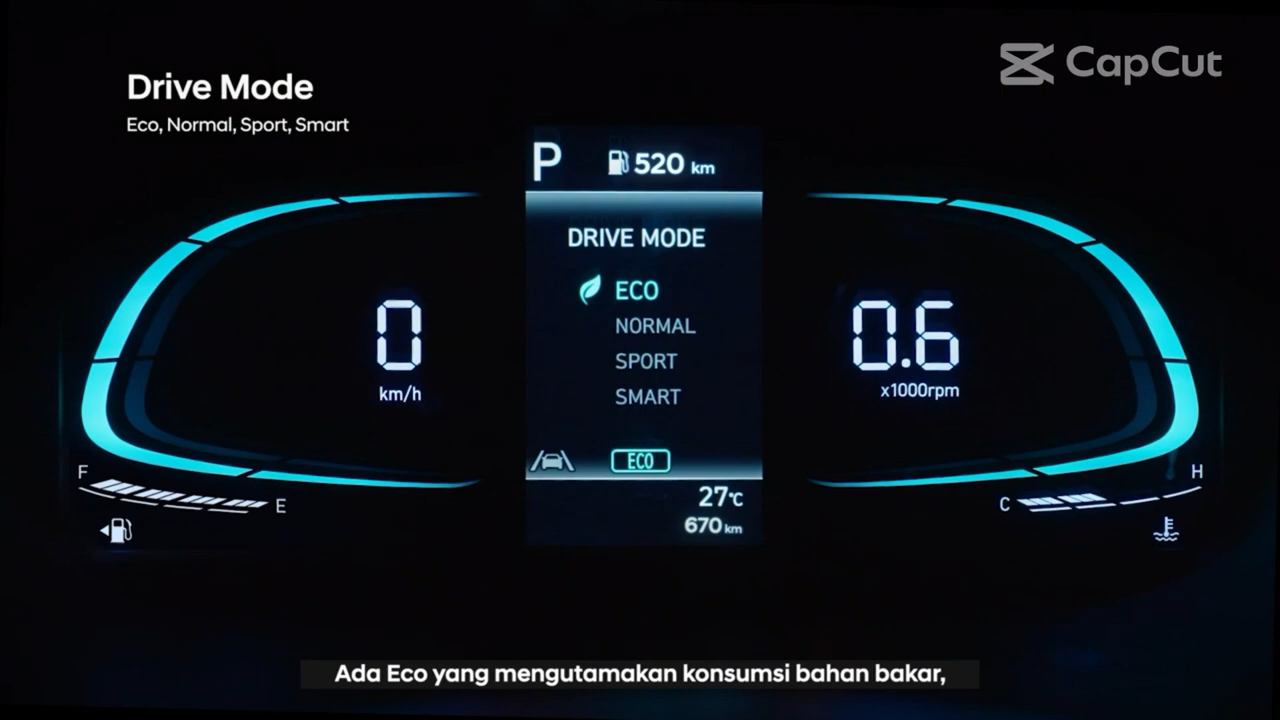 CapCut
Drive Mode
Eco, Normal, Sport, Smart
P 520 km
DRIVE MODE
ECO
NORMAL
SPORT
SMART
ECO
27°C
670 km
0
km/h
0.6
x1000rpm
F
E
C
H
Ada Eco yang mengutamakan konsumsi bahan bakar,